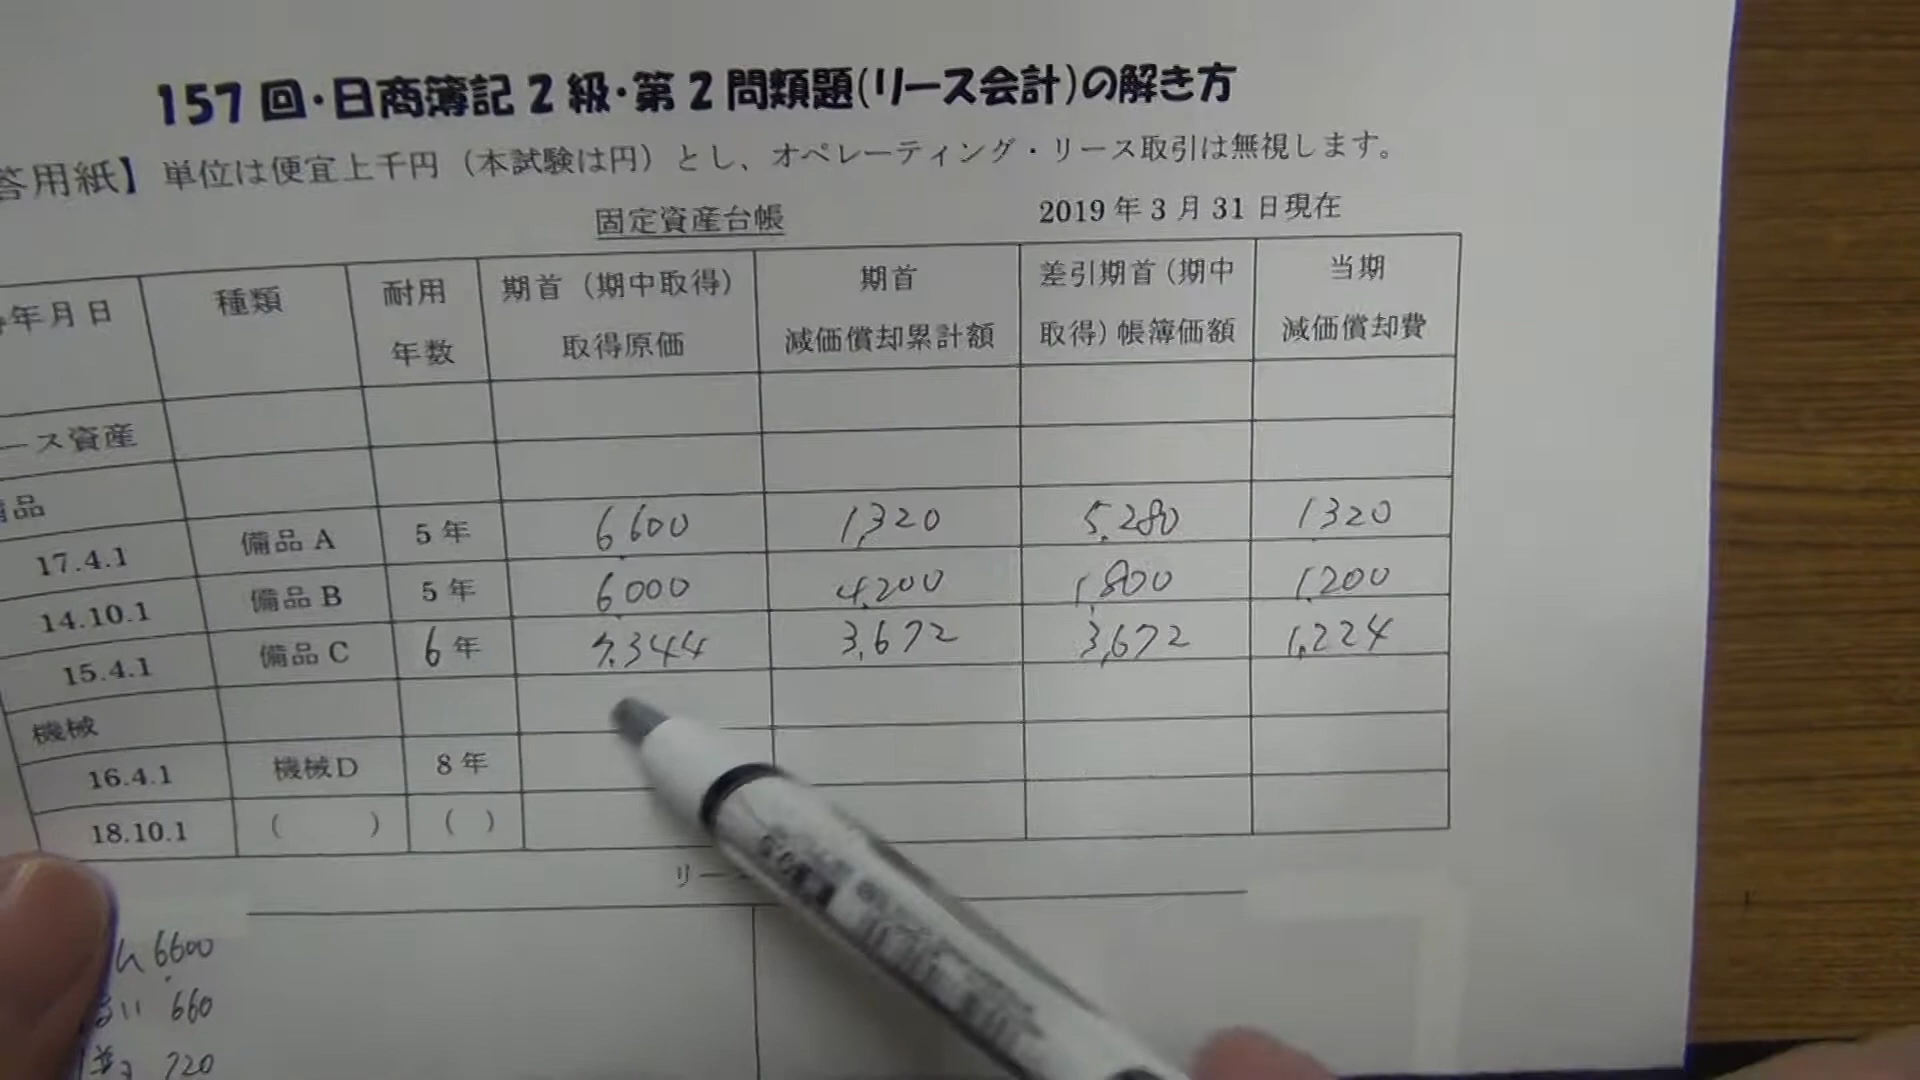 157回・日商簿記2級・第2問類題(リース会計)の解き方
答用紙】単位は便宜上千円（本試験は円）とし、オペレーティング・リース取引は無視します。
固定資産台帳 2019年3月31日現在
年月日 種類 耐用年数 期首（期中取得）取得原価 期首減価償却累計額 差引期首（期中取得）帳簿価額 当期減価償却費
ース資産
備品
17.4.1 備品A 5年 6,600 1,320 5,280 1320
14.10.1 備品B 5年 6000 4,200 1,800 1,200
15.4.1 備品C 6年 7,344 3,672 3,672 1,224
機械
16.4.1 機械D 8年
18.10.1 （ ） （ ）
リー
6600
660
720